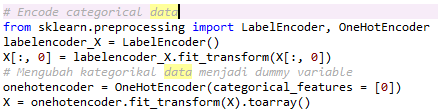 # Encode categorical data
from sklearn.preprocessing import LabelEncoder, OneHotEncoder
labelencoder_X = LabelEncoder()
X[:, 0] = labelencoder_X.fit_transform(X[:, 0])
# Mengubah kategorikal data menjadi dummy variable
onehotencoder = OneHotEncoder(categorical_features = [0])
X = onehotencoder.fit_transform(X).toarray()